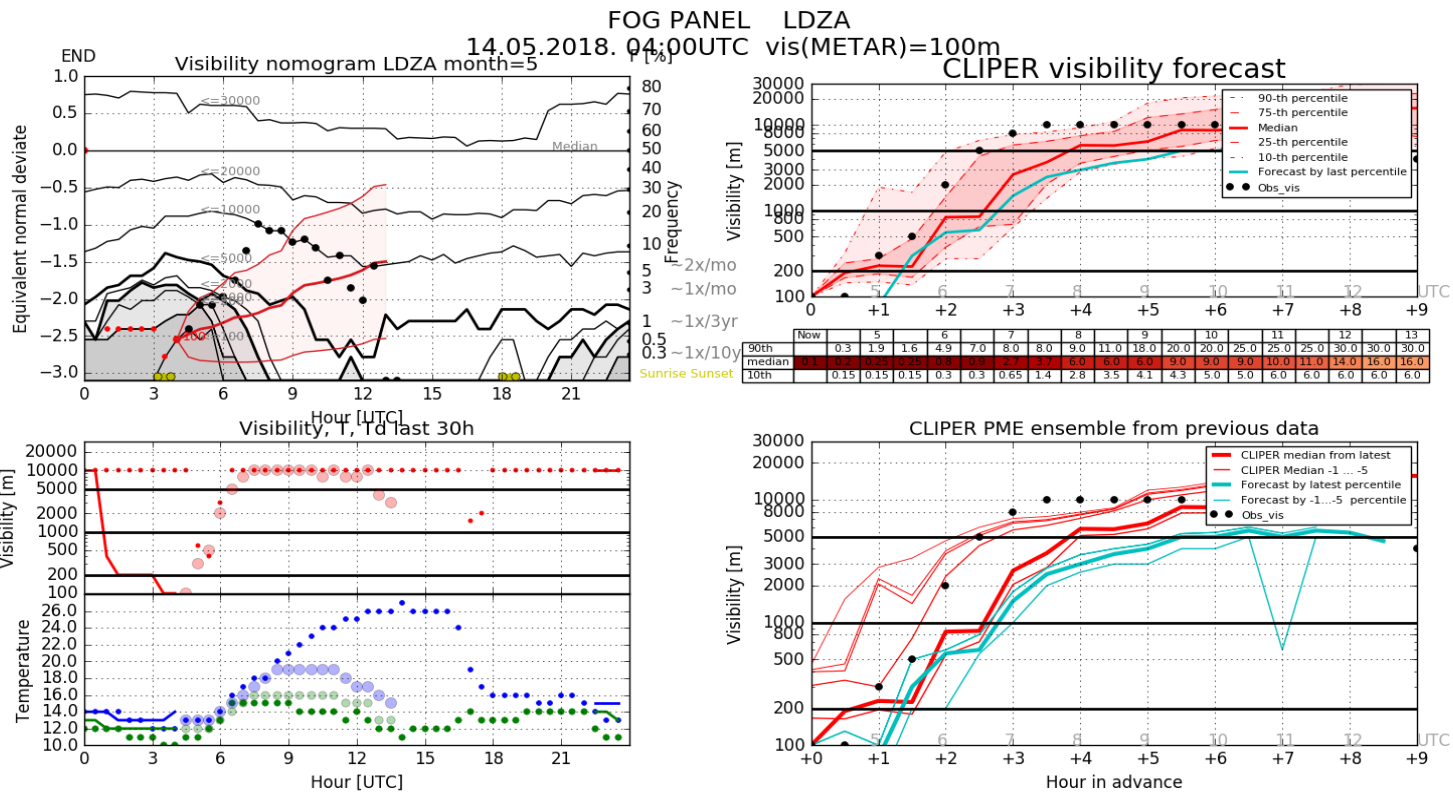 FOG PANEL LDZA
14.05.2018. 04:00UTC vis(METAR)=100m
END
Visibility nomogram LDZA month=5
Equivalent normal deviate
1.0
0.5
0.0
−0.5
−1.0
−1.5
−2.0
−2.5
−3.0
<=30000
Median
<=20000
<=10000
<=5000
100
80
70
60
50
40
30
20
10
5
3
1
0.5
0.3
Frequency
~2x/mo
~1x/mo
~1x/3yr
~1x/10y
Sunrise Sunset
0 3 6 9 12 15 18 21
Hour [UTC]
CLIPER visibility forecast
Visibility [m]
30000
20000
10000
8000
5000
3000
2000
1000
800
500
200
100
90-th percentile
75-th percentile
Median
25-th percentile
10-th percentile
Forecast by last percentile
Obs_vis
5 6 7 8 9 10 11 12 UTC
0 +1 +2 +3 +4 +5 +6 +7 +8 +9
Now 5 6 7 8 9 10 11 12 13
90th 0.3 1.9 1.6 4.9 7.0 8.0 8.0 9.0 11.0 18.0 20.0 20.0 25.0 25.0 25.0 30.0 30.0
median 0.1 0.2 0.25 0.25 0.8 0.9 2.7 3.7 6.0 6.0 6.0 9.0 9.0 9.0 10.0 11.0 14.0 16.0 16.0
10th 0.15 0.15 0.15 0.3 0.3 0.65 1.4 2.8 3.5 4.1 4.3 5.0 5.0 6.0 6.0 6.0 6.0 6.0
Visibility, T, Td last 30h
Visibility [m]
20000
10000
5000
2000
1000
500
200
100
Temperature
26.0
24.0
22.0
20.0
18.0
16.0
14.0
12.0
10.0
0 3 6 9 12 15 18 21
Hour [UTC]
CLIPER PME ensemble from previous data
Visibility [m]
30000
20000
10000
8000
5000
3000
2000
1000
800
500
200
100
CLIPER median from latest
CLIPER Median -1 ... -5
Forecast by latest percentile
Forecast by -1...-5 percentile
Obs_vis
5 6 7 8 9 10 11 12 UTC
+0 +1 +2 +3 +4 +5 +6 +7 +8 +9
Hour in advance